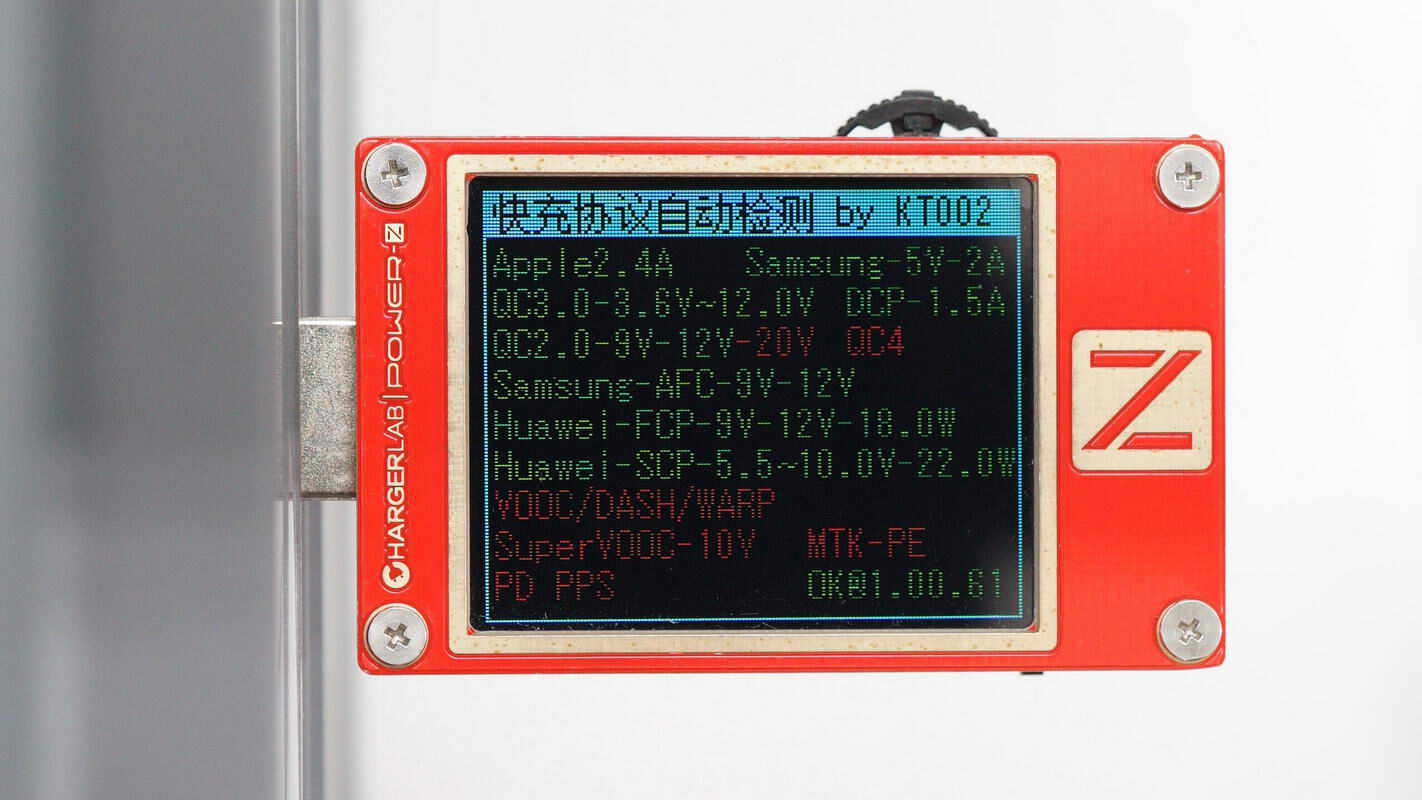 快充协议自动检测 by KT002
Apple2.4A Samsung-5V-2A
QC3.0-3.6V~12.0V DCP-1.5A
QC2.0-9V-12V-20V QC4
Samsung-AFC-9V-12V
Huawei-FCP-9V-12V-18.0W
Huawei-SCP-5.5~10.0V-22.0W
VOOC/DASH/WARP
SuperVOOC-10V MTK-PE
PD PPS OK@1.00.61
CHARGERLAB | POWER-Z
Z